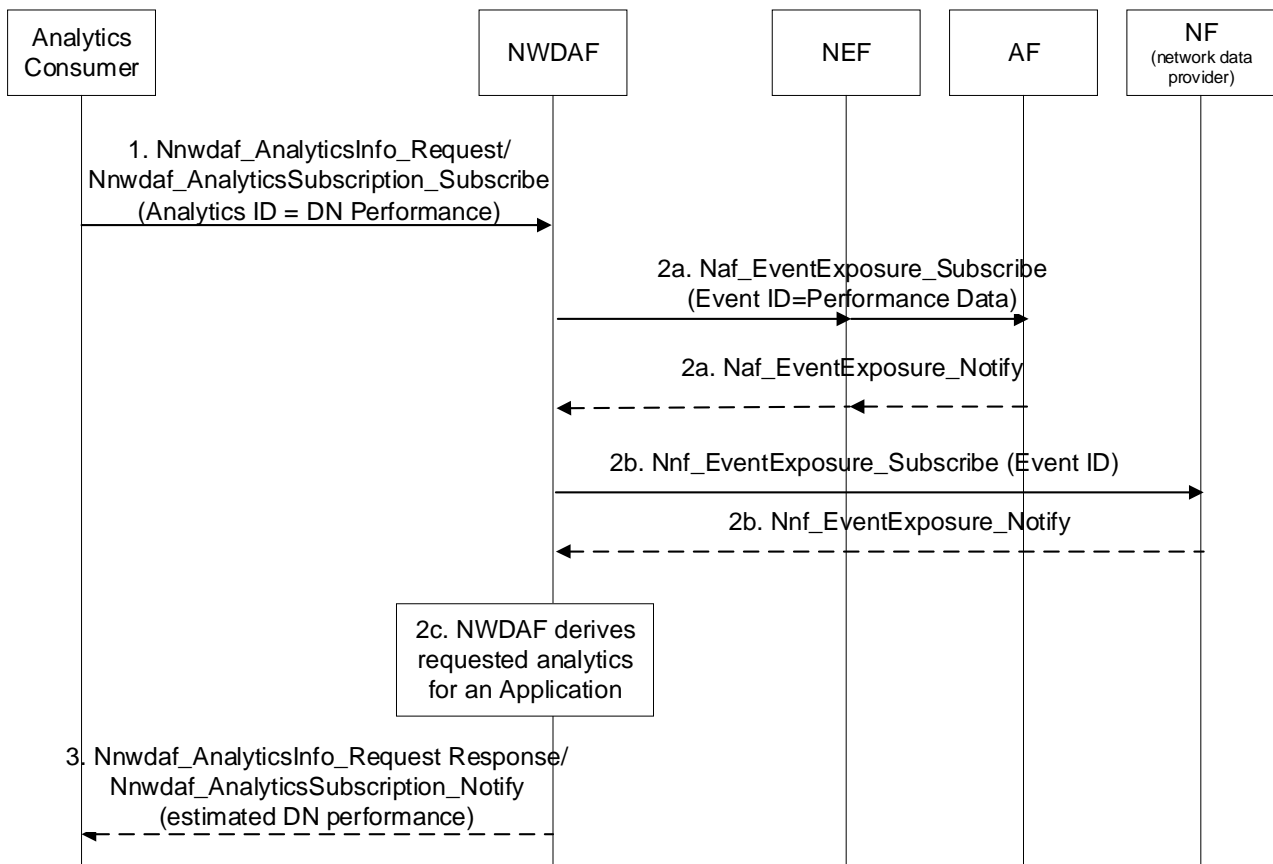 Analytics
Consumer
NWDAF
NEF
AF
NF
(network data
provider)
1. Nnwdaf_AnalyticsInfo_Request/
Nnwdaf_AnalyticsSubscription_Subscribe
(Analytics ID = DN Performance)
2a. Naf_EventExposure_Subscribe
(Event ID=Performance Data)
2a. Naf_EventExposure_Notify
2b. Nnf_EventExposure_Subscribe (Event ID)
2b. Nnf_EventExposure_Notify
2c. NWDAF derives
requested analytics
for an Application
3. Nnwdaf_AnalyticsInfo_Request Response/
Nnwdaf_AnalyticsSubscription_Notify
(estimated DN performance)